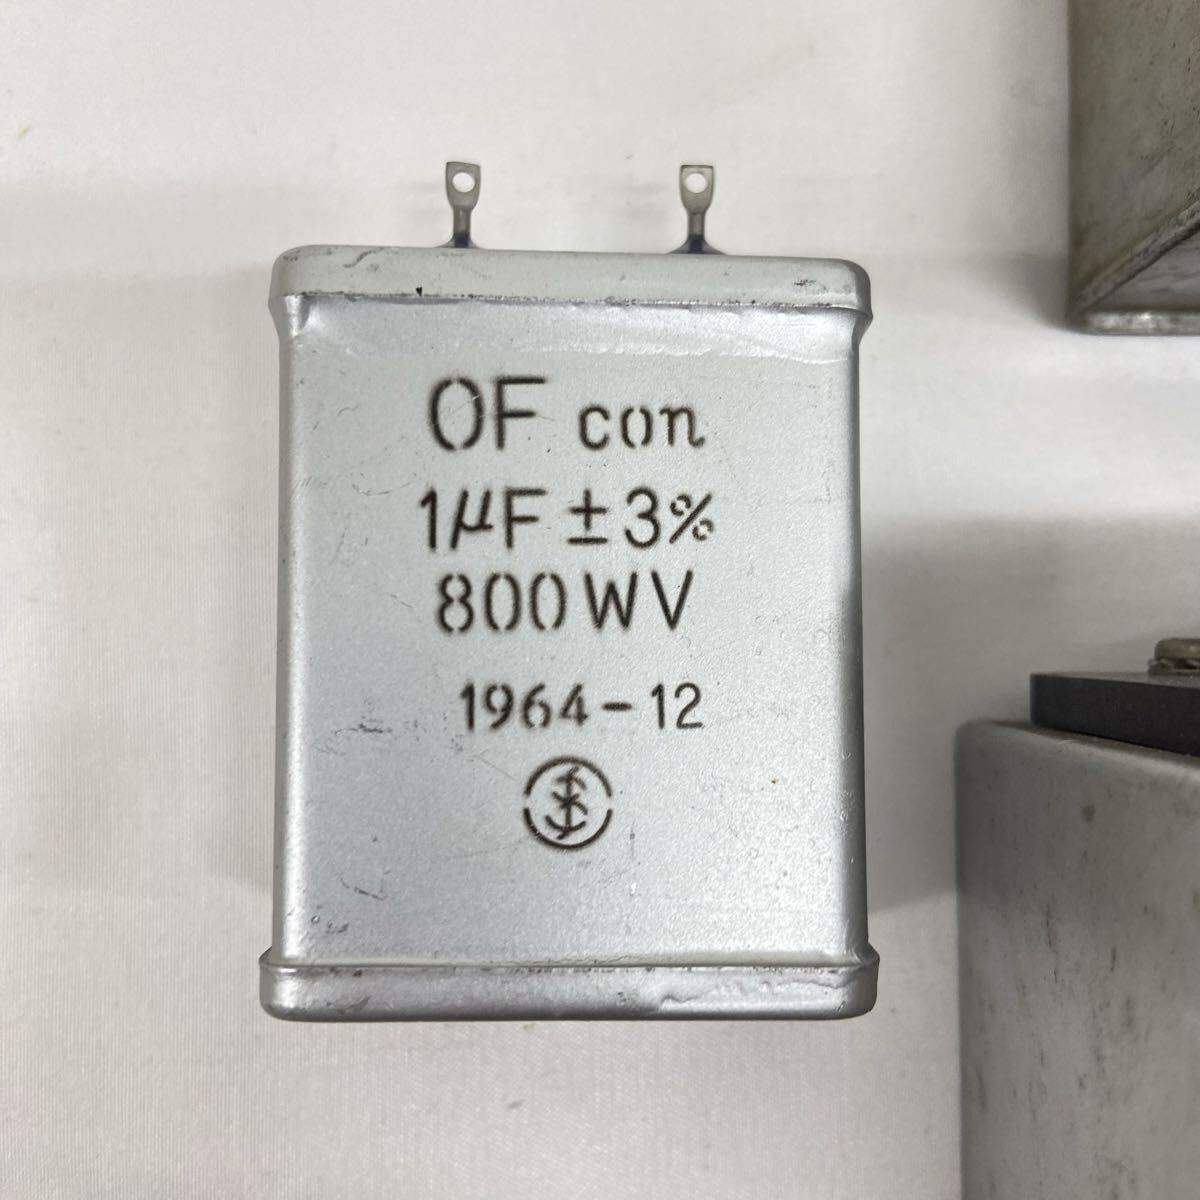 OF con
1μF ± 3%
800WV
1964-12